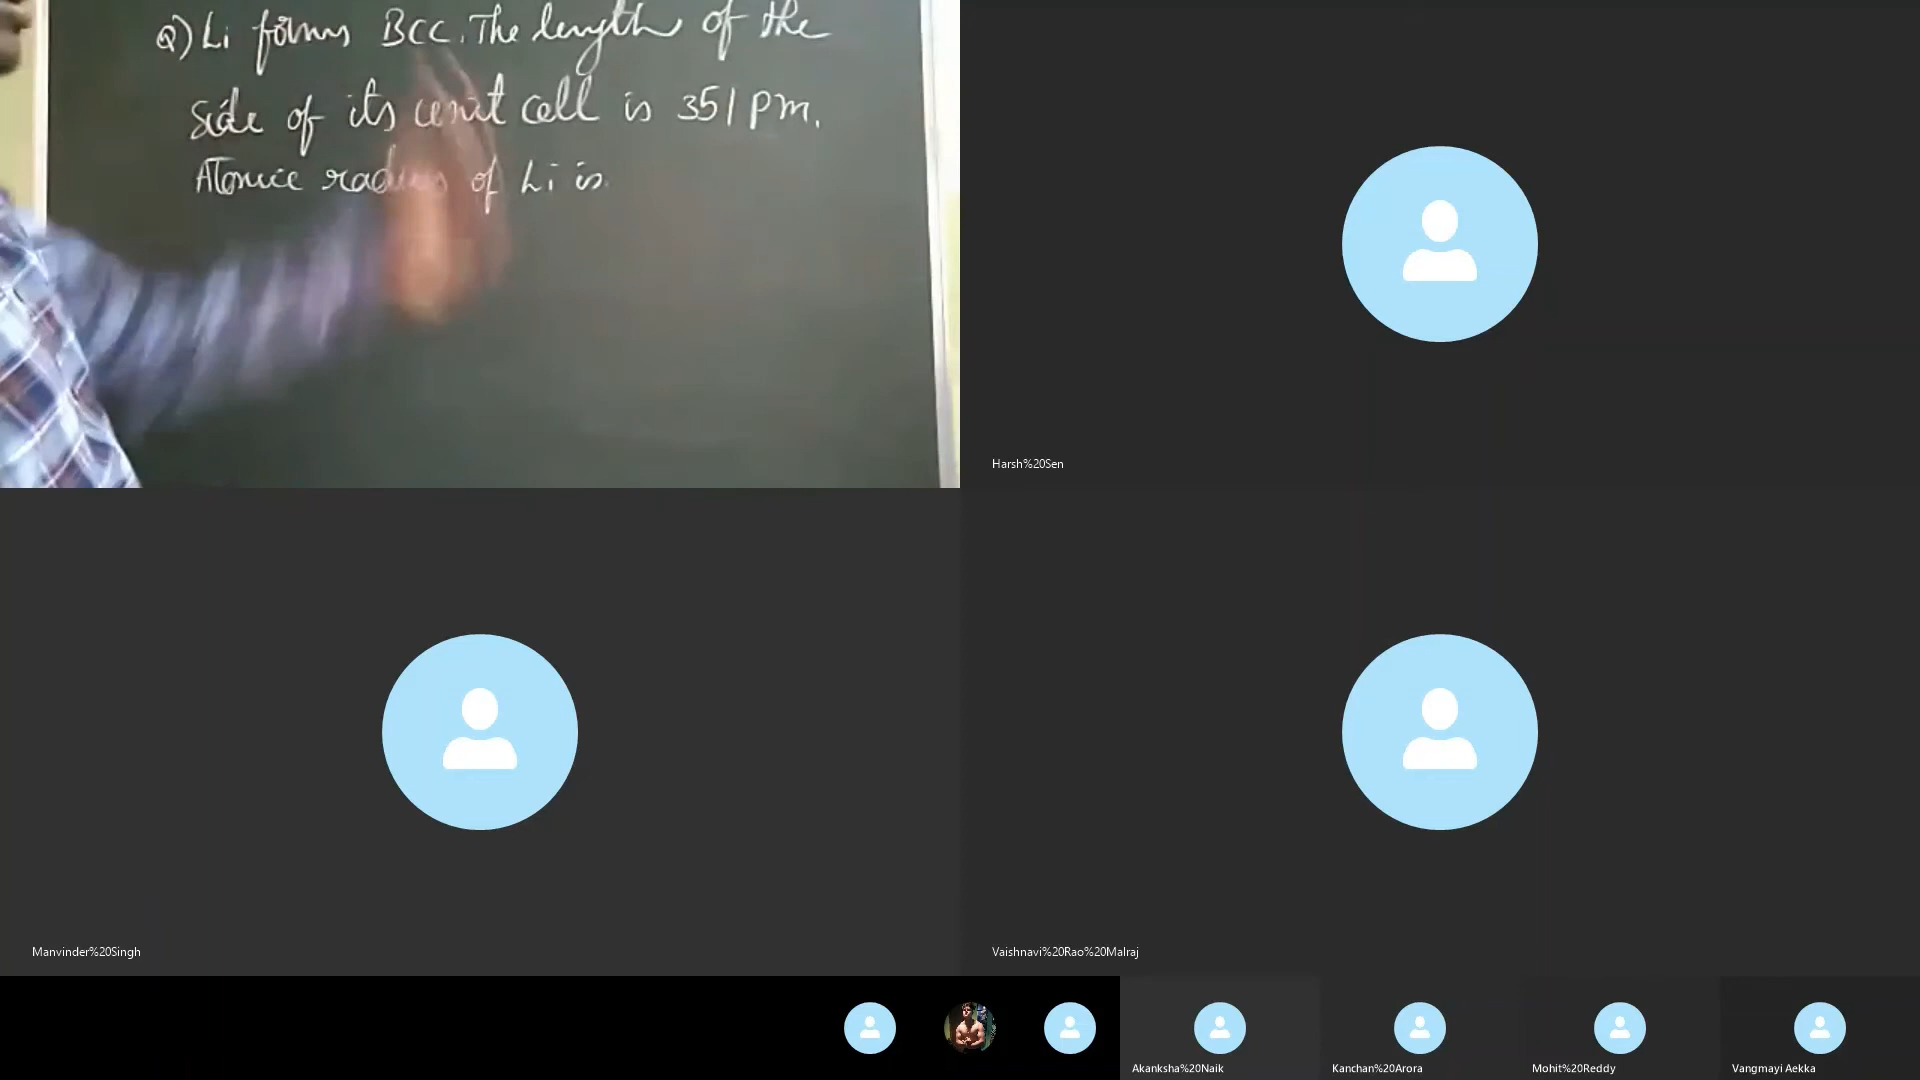 Q) Li forms BCC. The length of the
side of its unit cell is 351 pm.
Atomic radius of Li is.
Harsh%20Sen
Manvinder%20Singh
Vaishnavi%20Rao%20Malraj
Akanksha%20Naik
Kanchan%20Arora
Mohit%20Reddy
Vangmayi Aekka